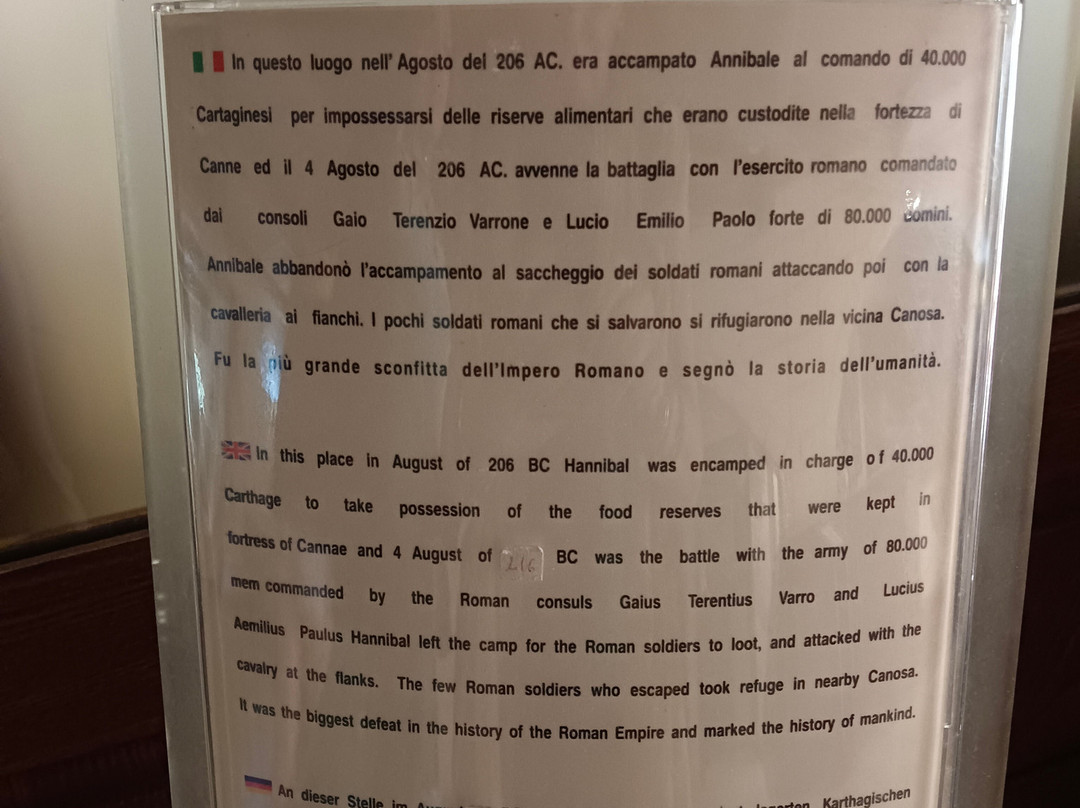 In questo luogo nell' Agosto del 206 AC. era accampato Annibale al comando di 40.000
Cartaginesi per impossessarsi delle riserve alimentari che erano custodite nella fortezza di
Canne ed il 4 Agosto del 206 AC. avvenne la battaglia con l'esercito romano comandato
dai consoli Gaio Terenzio Varrone e Lucio Emilio Paolo forte di 80.000 uomini.
Annibale abbandonò l'accampamento al saccheggio dei soldati romani attaccando poi con la
cavalleria ai fianchi. I pochi soldati romani che si salvarono si rifugiarono nella vicina Canosa.
Fu la più grande sconfitta dell'Impero Romano e segnò la storia dell'umanità.
In this place in August of 206 BC Hannibal was encamped in charge of 40.000
Carthage to take possession of the food reserves that were kept in
fortress of Cannae and 4 August of 216 BC was the battle with the army of 80.000
mem commanded by the Roman consuls Gaius Terentius Varro and Lucius
Aemilius Paulus Hannibal left the camp for the Roman soldiers to loot, and attacked with the
cavalry at the flanks. The few Roman soldiers who escaped took refuge in nearby Canosa.
It was the biggest defeat in the history of the Roman Empire and marked the history of mankind.
An dieser Stelle im Karthagischen